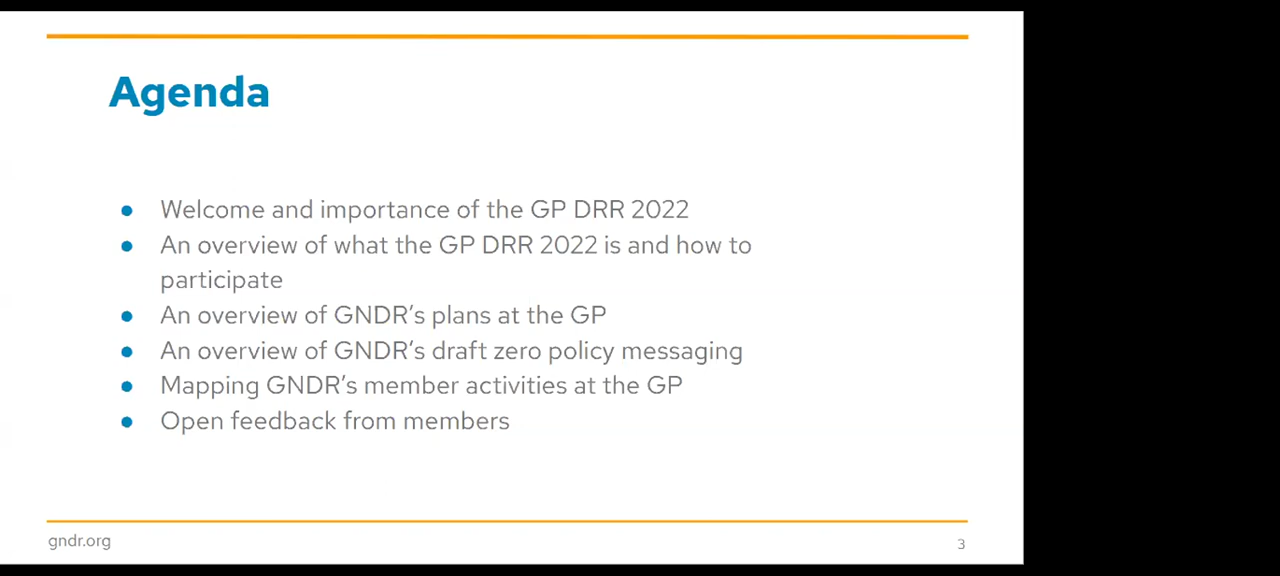 Agenda
● Welcome and importance of the GP DRR 2022
● An overview of what the GP DRR 2022 is and how to
participate
● An overview of GNDR’s plans at the GP
● An overview of GNDR’s draft zero policy messaging
● Mapping GNDR’s member activities at the GP
● Open feedback from members
gndr.org
3